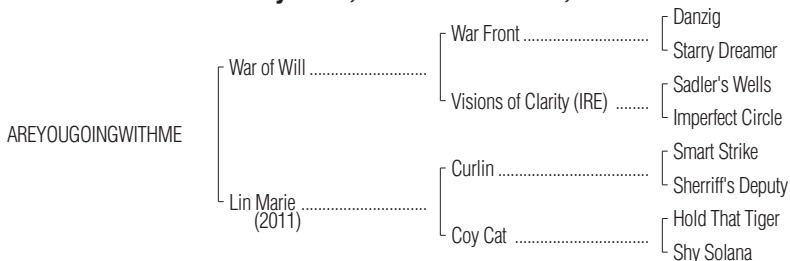 Danzig
War Front ..............................
Starry Dreamer
War of Will ............................
Sadler's Wells
Visions of Clarity (IRE) ........
Imperfect Circle
AREYOUGOINGWITHME
Smart Strike
Curlin ....................................
Sherriff's Deputy
Lin Marie ..............................
(2011)
Hold That Tiger
Coy Cat ................................
Shy Solana